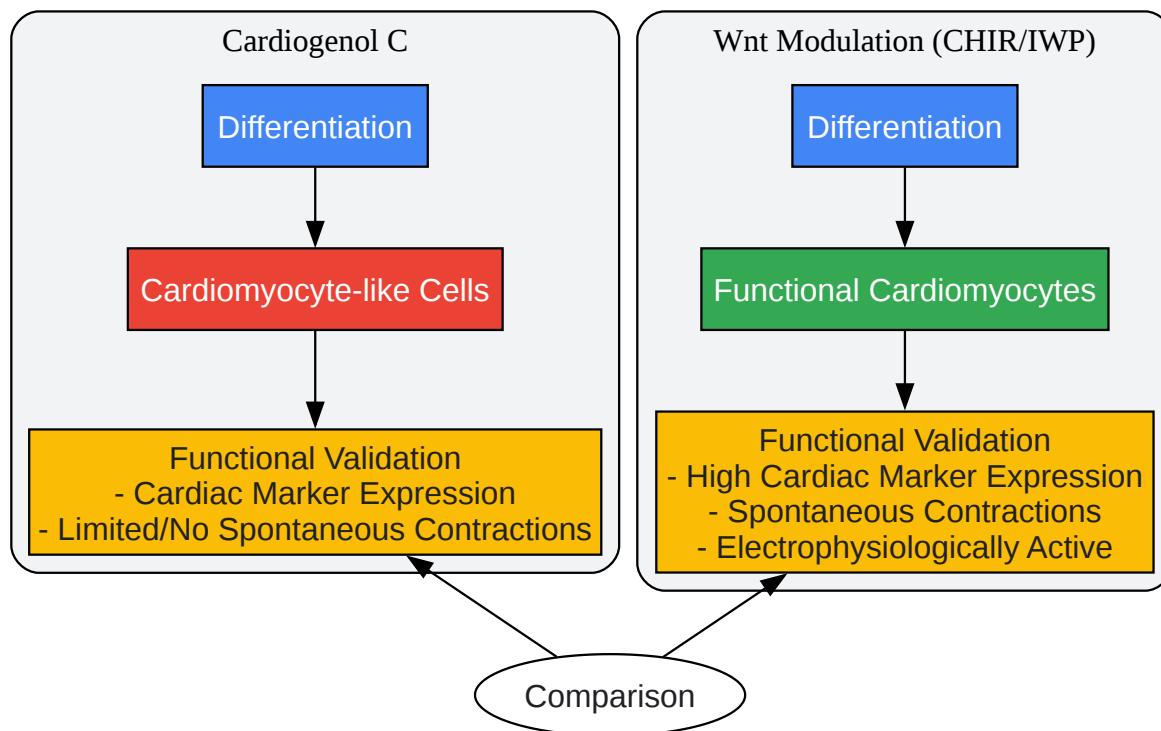 Cardiogenol C
Differentiation
Cardiomyocyte-like Cells
Functional Validation
- Cardiac Marker Expression
- Limited/No Spontaneous Contractions
Wnt Modulation (CHIR/IWP)
Differentiation
Functional Cardiomyocytes
Functional Validation
- High Cardiac Marker Expression
- Spontaneous Contractions
- Electrophysiologically Active
Comparison